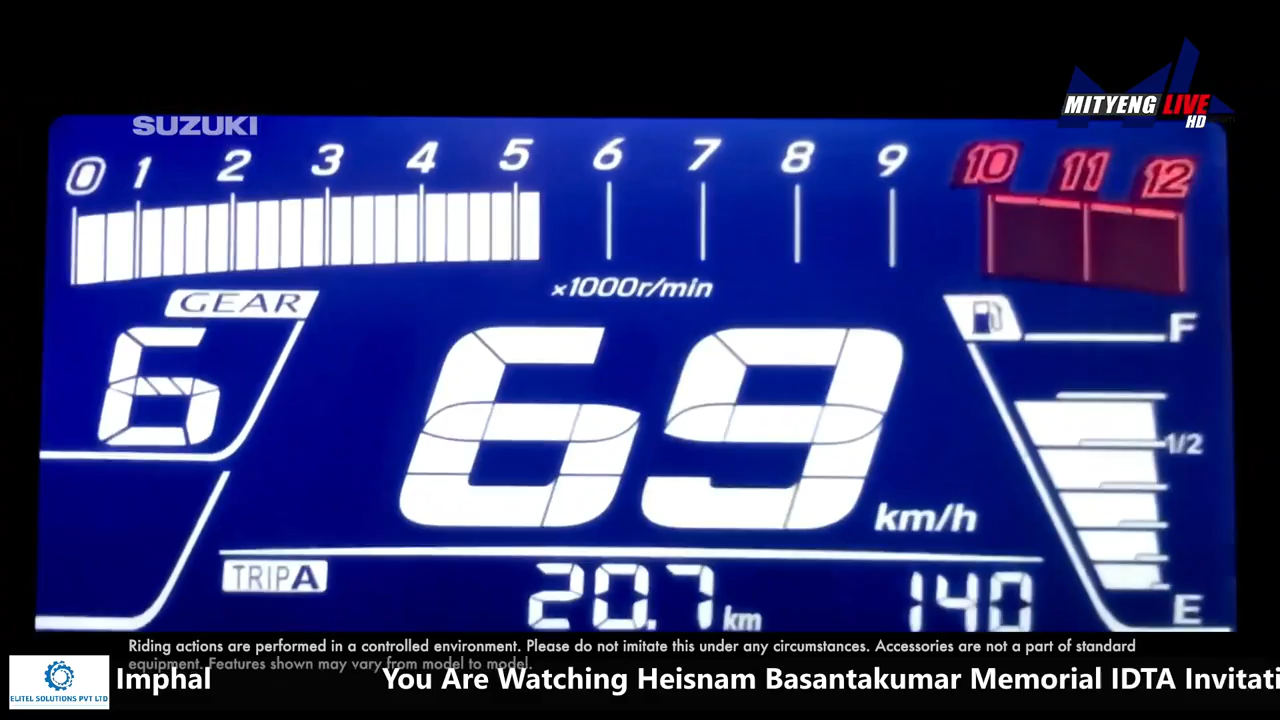 MITYENG LIVE
HD
SUZUKI
0 1 2 3 4 5 6 7 8 9 10 11 12
x1000r/min
GEAR
6
69
km/h
F
1/2
E
TRIP A 20.7 km 140
Riding actions are performed in a controlled environment. Please do not imitate this under any circumstances. Accessories are not a part of standard
equipment. Features shown may vary from model to model.
ELITEL SOLUTIONS PVT LTD
Imphal You Are Watching Heisnam Basantakumar Memorial IDTA Invitati